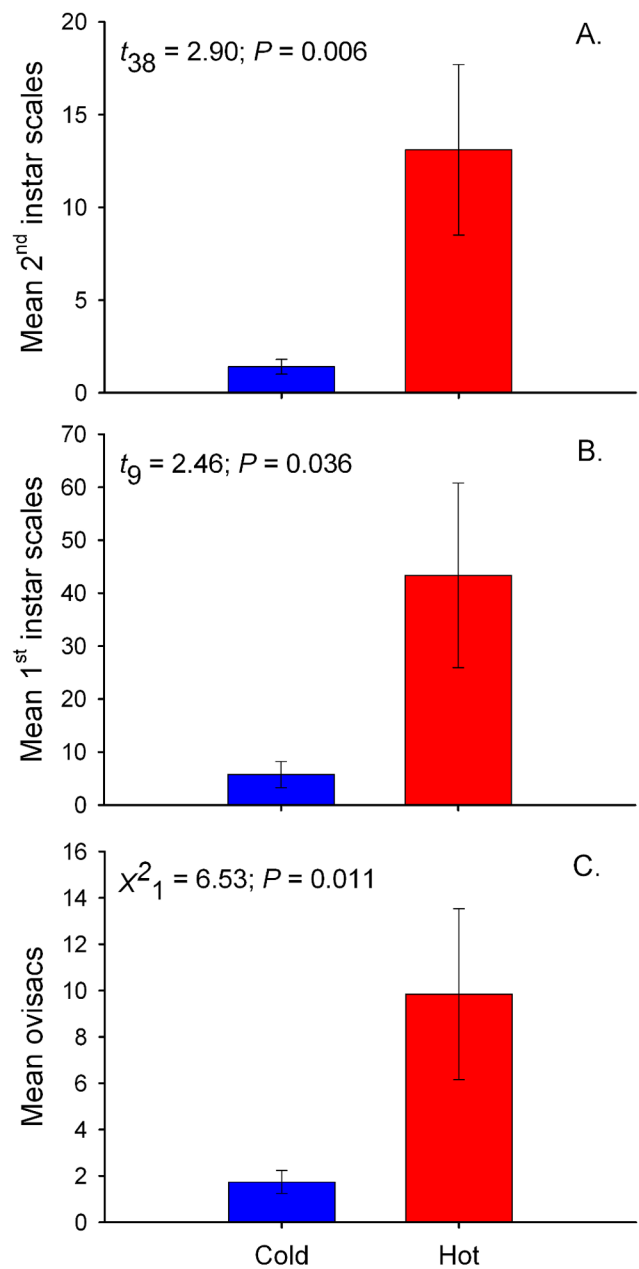 A.
t38 = 2.90; P = 0.006
Mean 2nd instar scales
20
15
10
5
0
B.
t9 = 2.46; P = 0.036
Mean 1st instar scales
70
60
50
40
30
20
10
0
C.
X²1 = 6.53; P = 0.011
Mean ovisacs
16
14
12
10
8
6
4
2
0
Cold Hot